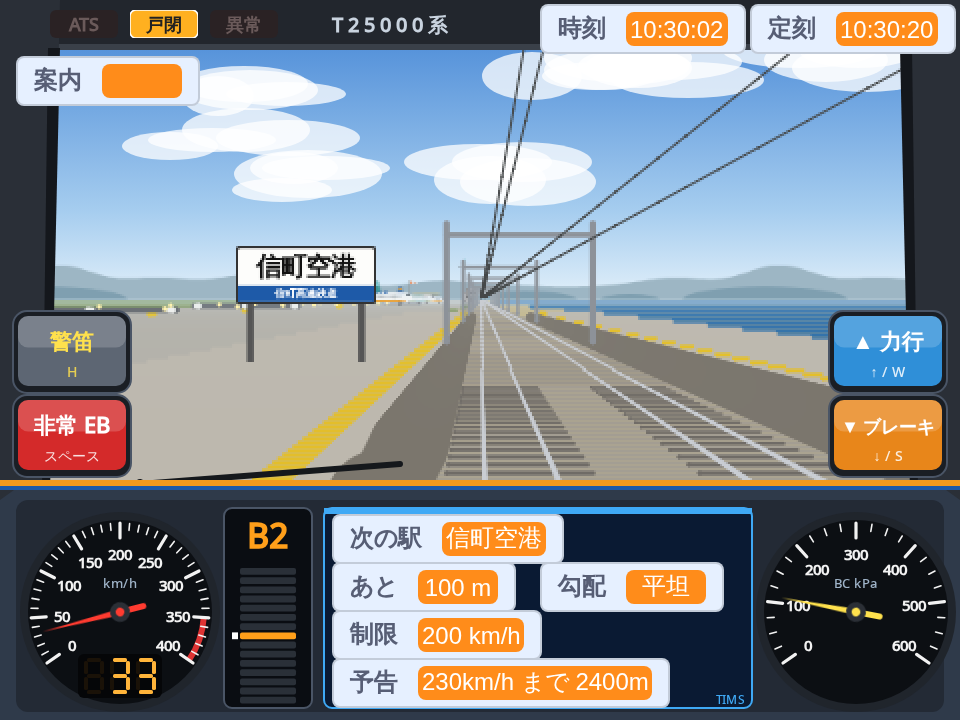 ATS 戸閉 異常 T25000系 時刻 10:30:02 定刻 10:30:20
案内
信町空港
警笛
H
非常 EB
スペース
▲ 力行
↑ / W
▼ ブレーキ
↓ / S
0 50 100 150 200 250 300 350 400
km/h
33
B2
次の駅 信町空港
あと 100 m 勾配 平坦
制限 200 km/h
予告 230km/h まで 2400m
TIMS
0 100 200 300 400 500 600
BC kPa